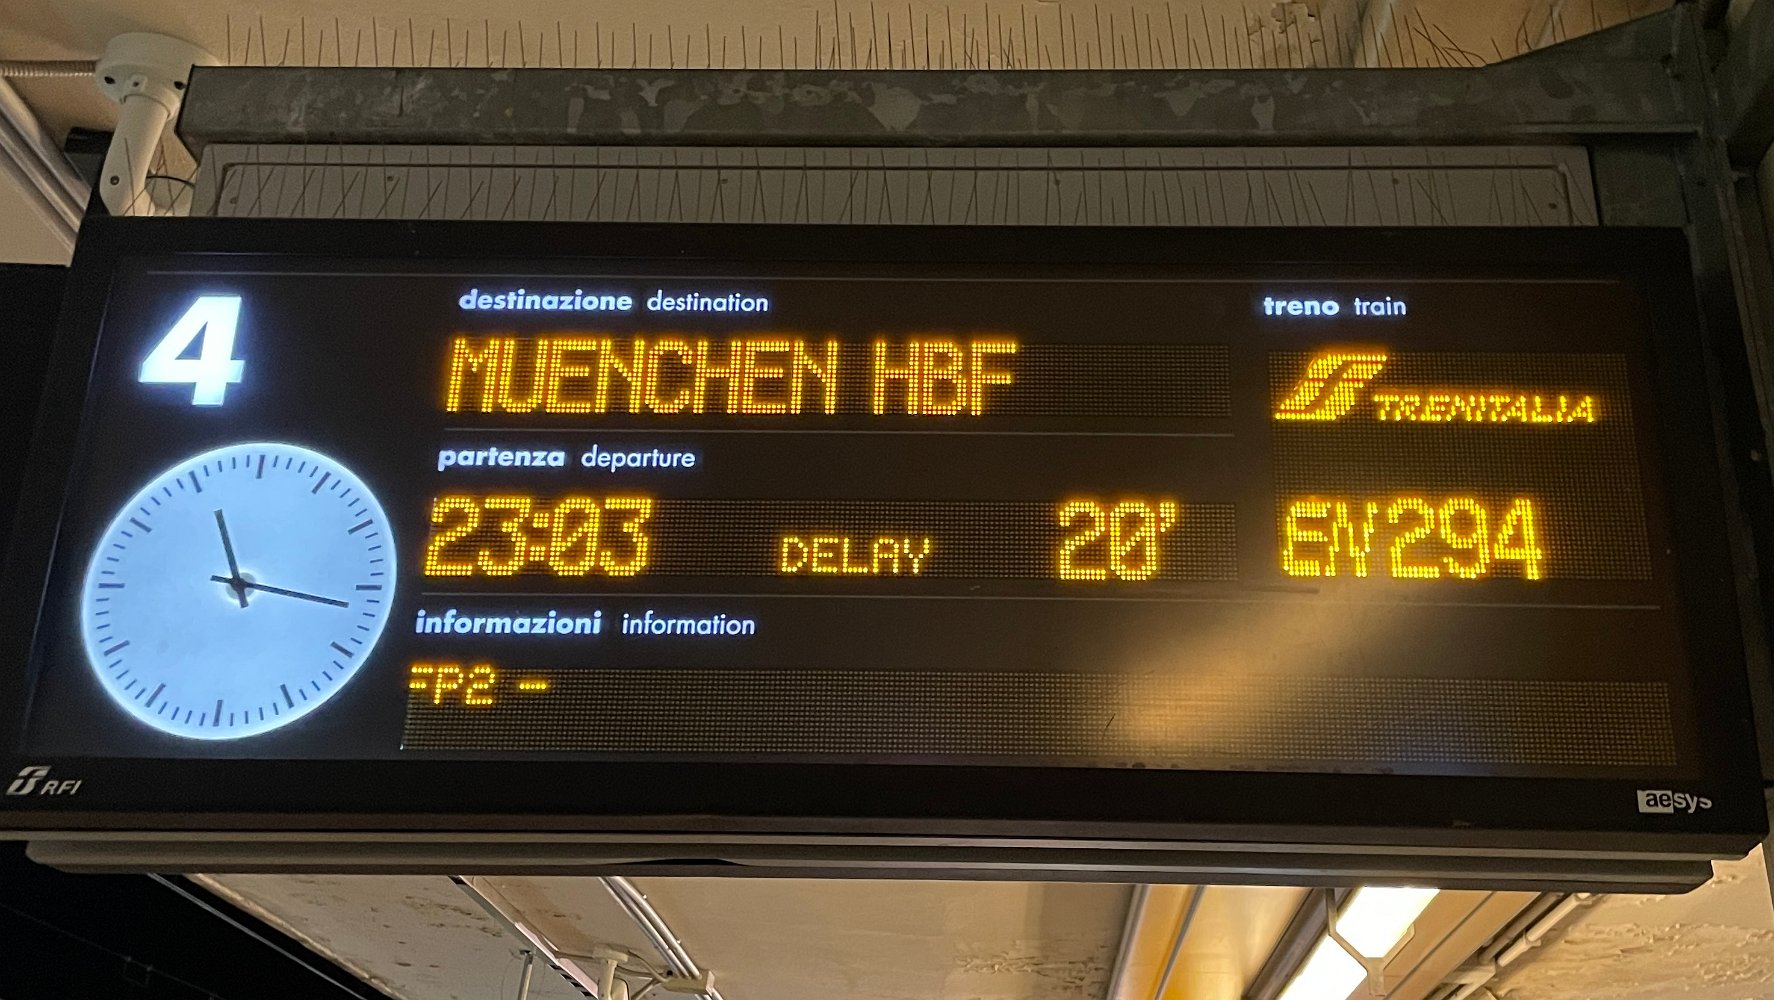 4
destinazione destination
treno train
MUENCHEN HBF
TRENITALIA
partenza departure
23:03 DELAY 20'
EN294
informazioni information
RFI
aesys